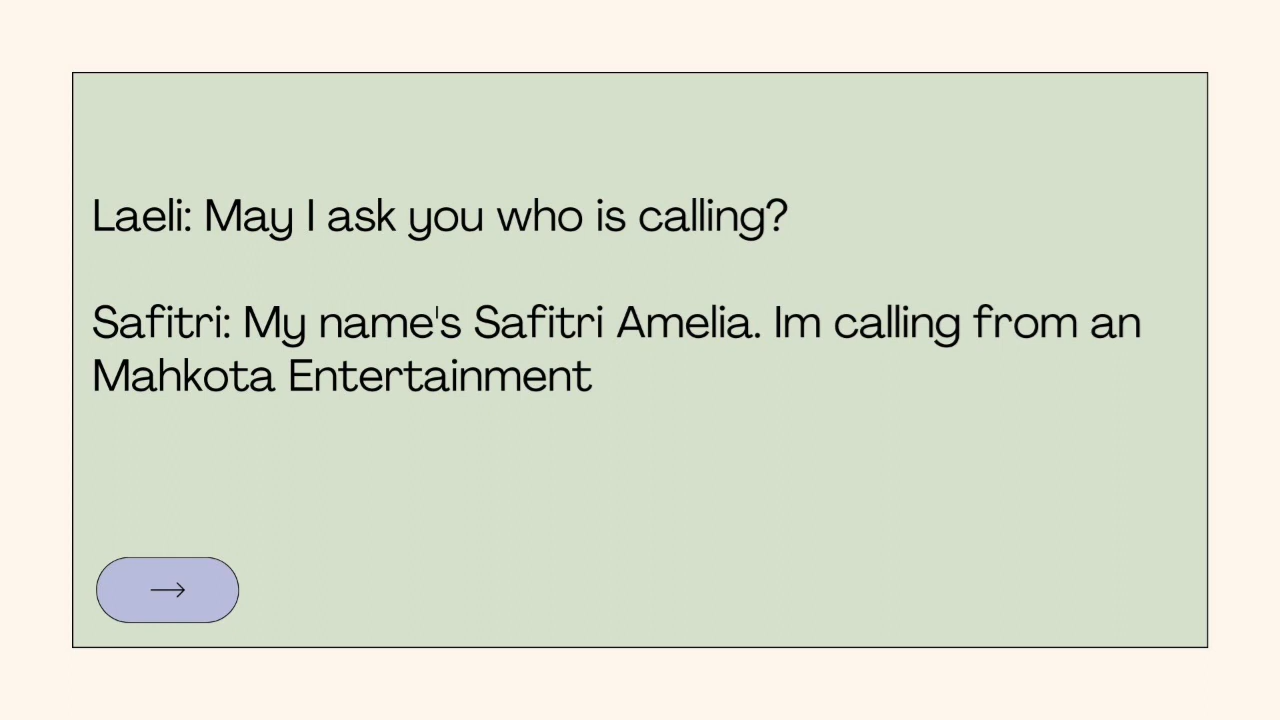 Laeli: May I ask you who is calling?
Safitri: My name's Safitri Amelia. Im calling from an
Mahkota Entertainment